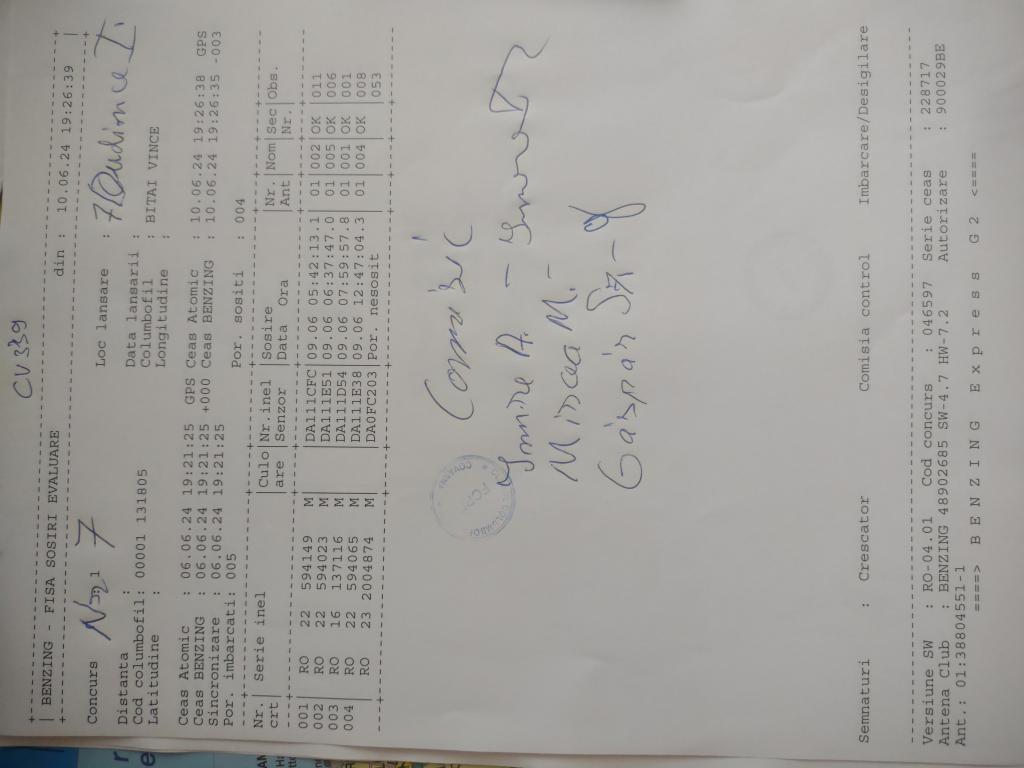 CV 339
| BENZING - FISA SOSIRI EVALUARE din : 10.06.24 19:26:39 |
Concurs 7 Loc lansare : 7
Distanta : Data lansarii :
Cod columbofil: 00001 131805 Columbofil : BITAI VINCE
Latitudine : Longitudine :
Ceas Atomic : 06.06.24 19:21:25 GPS Ceas Atomic : 10.06.24 19:26:38 GPS
Ceas BENZING : 06.06.24 19:21:25 +000 Ceas BENZING : 10.06.24 19:26:35 -003
Sincronizare : 06.06.24 19:21:25
Por. imbarcati: 005 Por. sositi : 004
Nr. | Serie inel |Culo|Nr.inel |Sosire |Nr. |Nom|Sec|Obs.
crt | |are |Senzor |Data Ora |Ant | |Nr.|
001 | RO 22 594149 M |DA111CFC|09.06 05:42:13.1| 01 |002|OK |011
002 | RO 22 594023 M |DA111E51|09.06 06:37:47.0| 01 |005|OK |006
003 | RO 16 137116 M |DA111D54|09.06 07:59:57.8| 01 |001|OK |001
004 | RO 22 594065 M |DA111E38|09.06 12:47:04.3| 01 |004|OK |008
| RO 23 2004874 M |DA0FC203|Por. nesosit |053
Mircea M. -
Gáspár
Semnaturi : Crescator Comisia control Imbarcare/Desigilare
Versiune SW : RO-04.01 Cod concurs : 046597 Serie ceas : 228717
Antena Club : BENZING 48902685 SW-4.7 HW-7.2 Autorizare : 900029BE
Ant.: 01:38804551-1
====> B E N Z I N G E x p r e s s G 2 <====